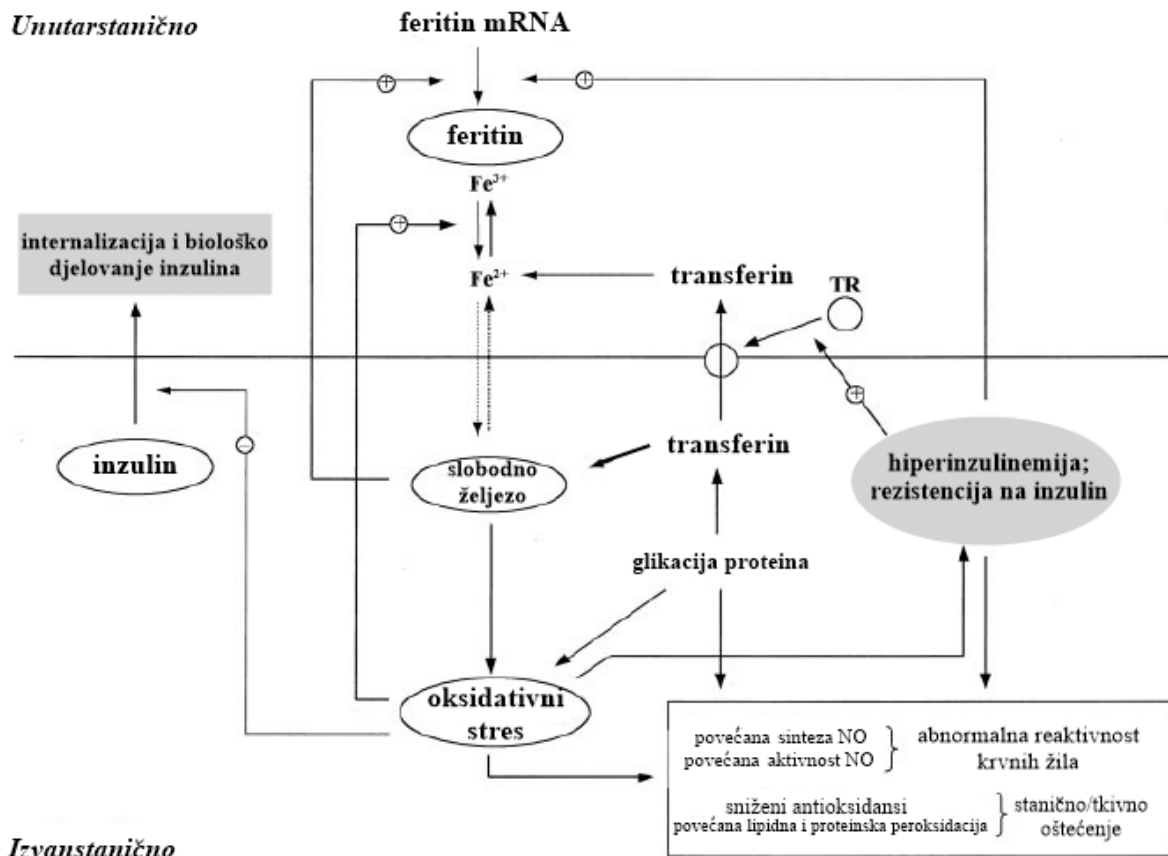 Unutarstanično
feritin mRNA
+
+
feritin
Fe³⁺
+
internalizacija i biološko
djelovanje inzulina
Fe²⁺
transferin
TR
+
inzulin
−
slobodno
željezo
transferin
hiperinzulinemija;
rezistencija na inzulin
glikacija proteina
oksidativni
stres
povećana sinteza NO
povećana aktivnost NO
abnormalna reaktivnost
krvnih žila
sniženi antioksidansi
povećana lipidna i proteinska peroksidacija
stanično/tkivno
oštećenje
Izvanstanično